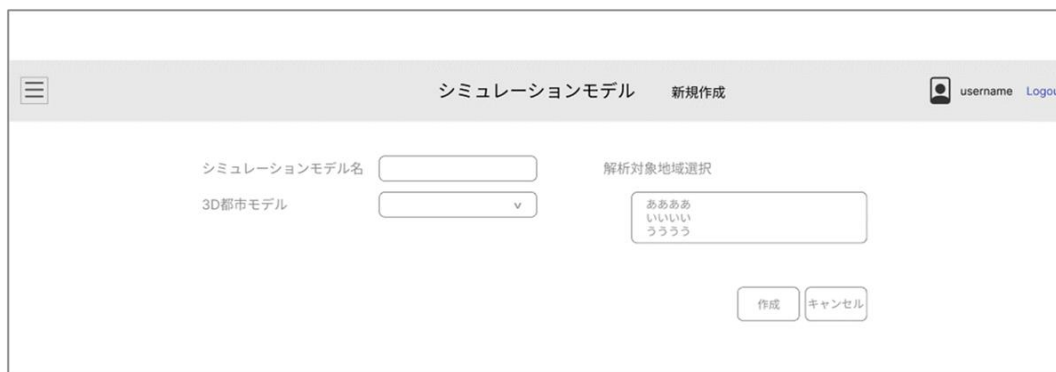 シミュレーションモデル 新規作成
username Logou
シミュレーションモデル名
解析対象地域選択
3D都市モデル
v
ああああ
いいいい
うううう
作成
キャンセル